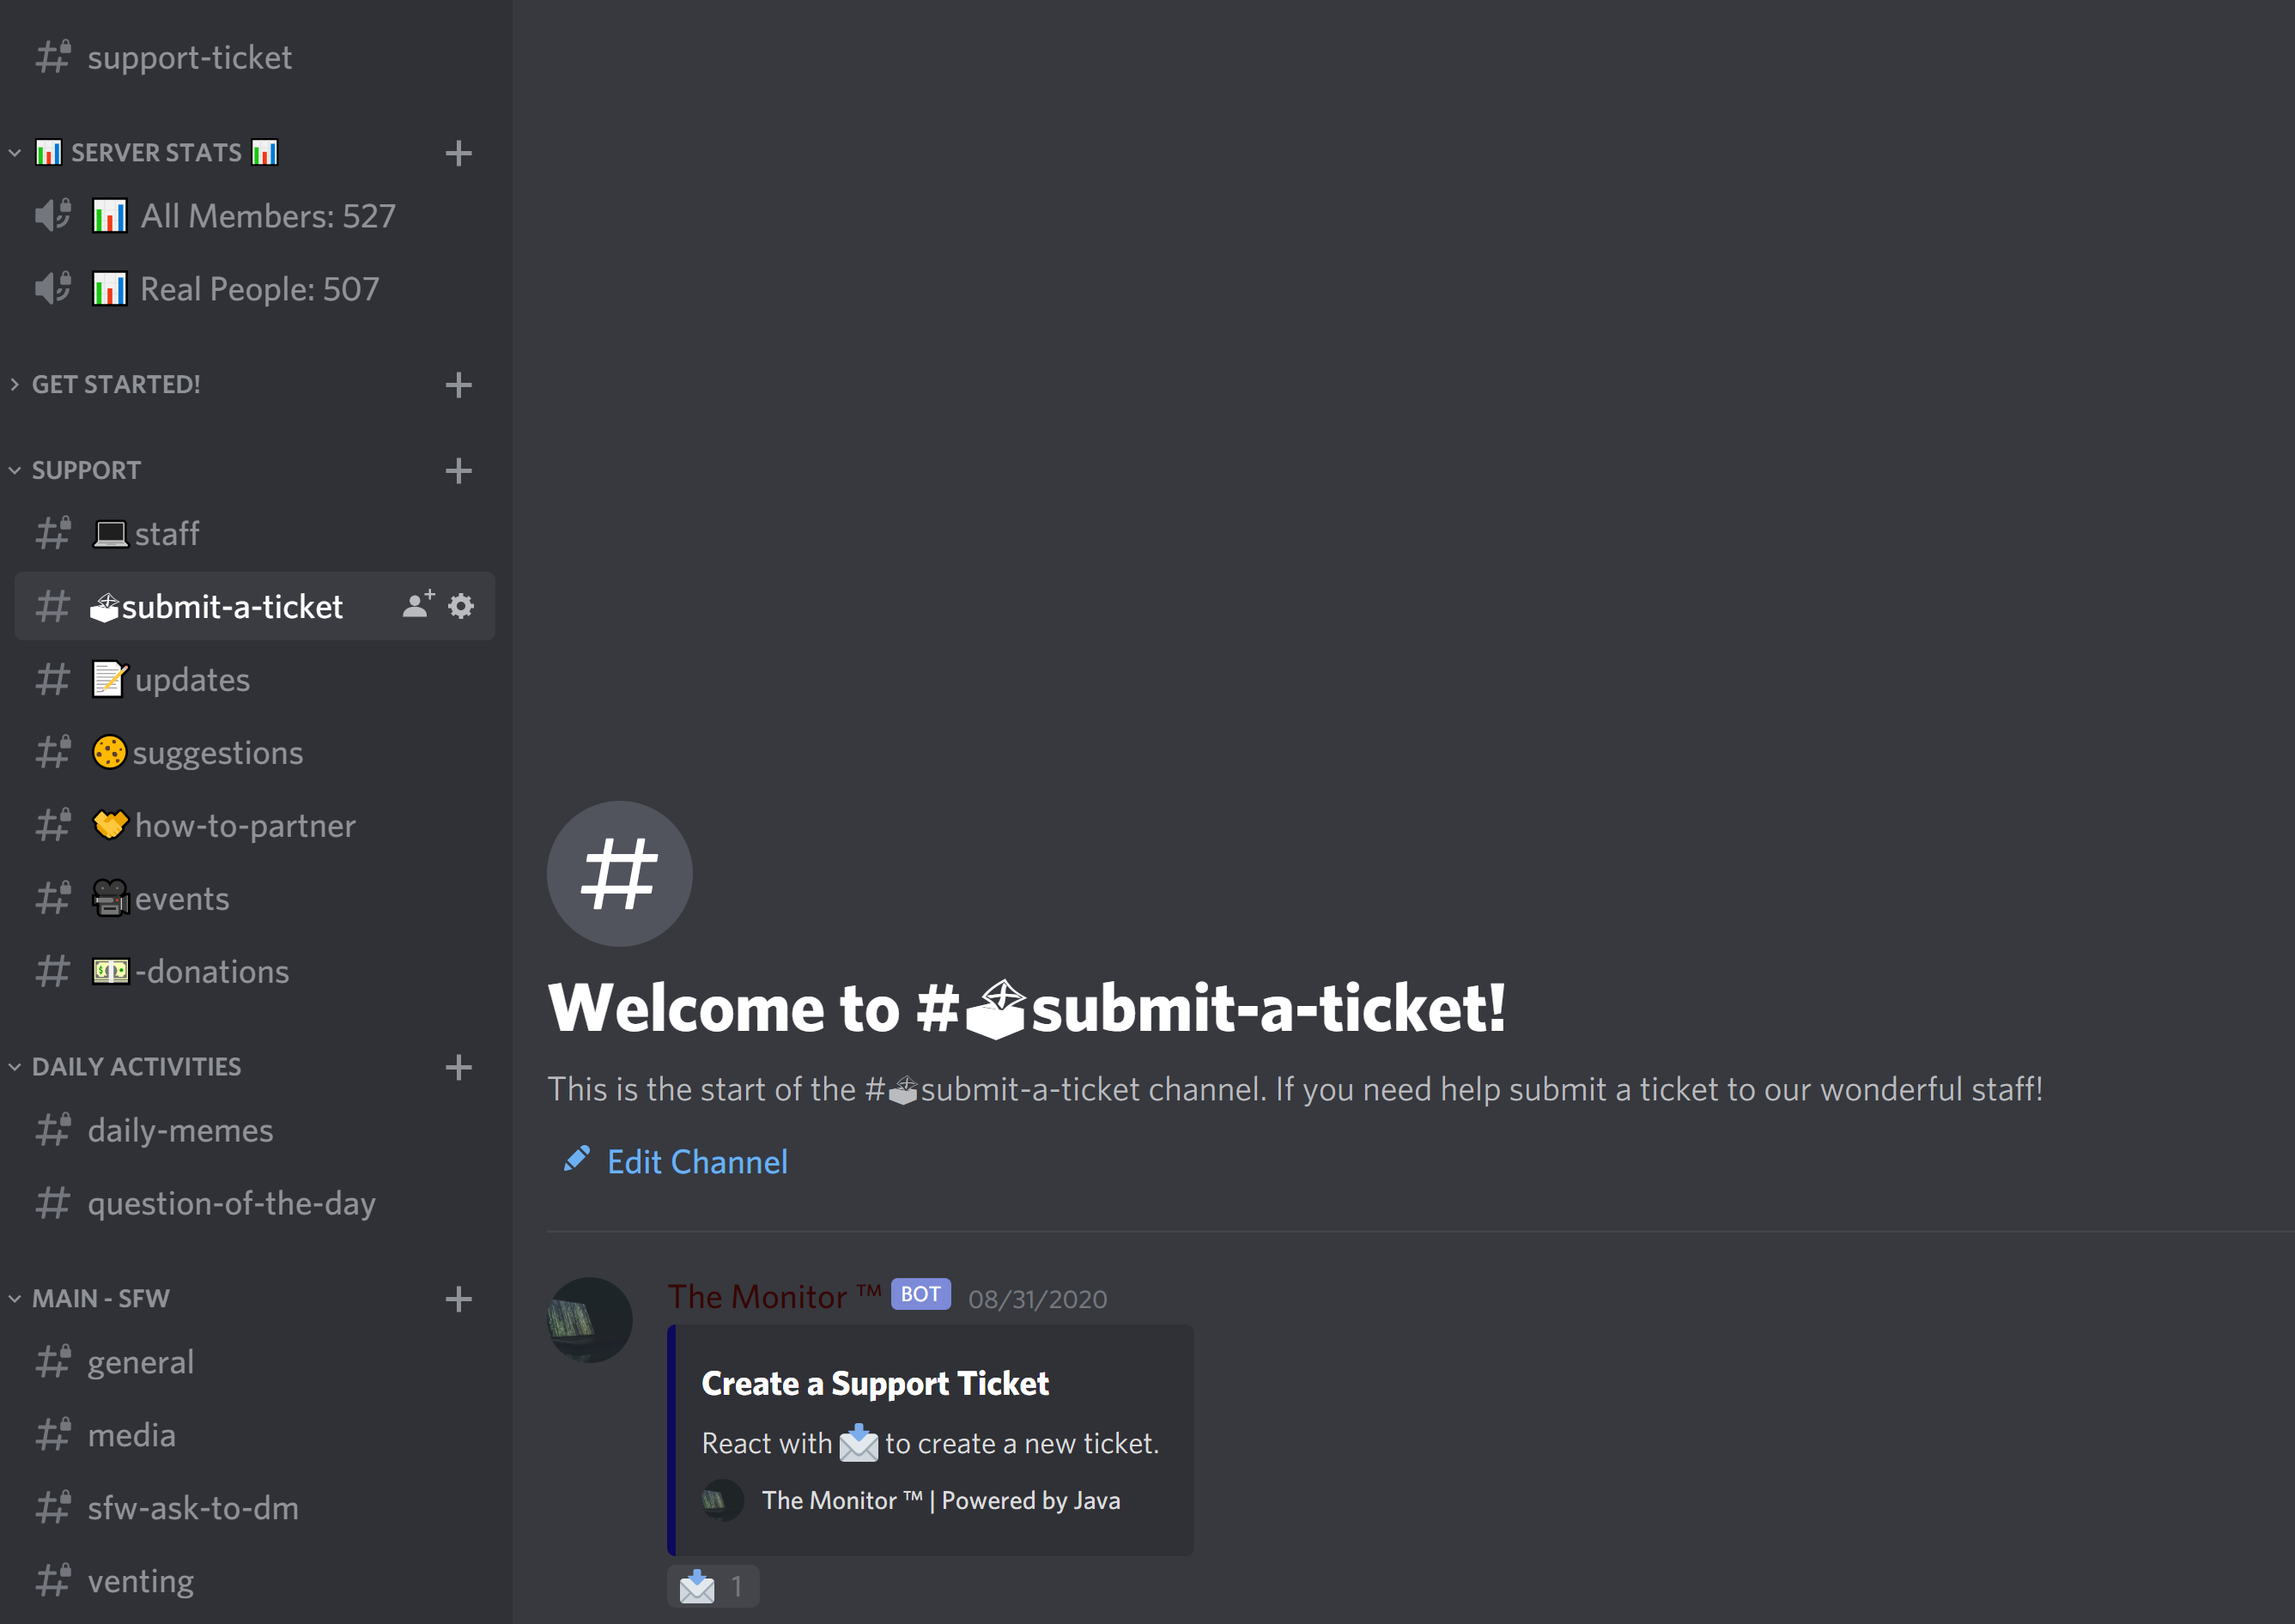 support-ticket
📊 SERVER STATS 📊
📊 All Members: 527
📊 Real People: 507
GET STARTED!
SUPPORT
💻staff
🗳submit-a-ticket
📝updates
🍪suggestions
🤝how-to-partner
🎥events
💵-donations
DAILY ACTIVITIES
daily-memes
question-of-the-day
MAIN - SFW
general
media
sfw-ask-to-dm
venting
Welcome to #🗳submit-a-ticket!
This is the start of the #🗳submit-a-ticket channel. If you need help submit a ticket to our wonderful staff!
Edit Channel
The Monitor ™ BOT 08/31/2020
Create a Support Ticket
React with 📩 to create a new ticket.
The Monitor ™ | Powered by Java
📩 1